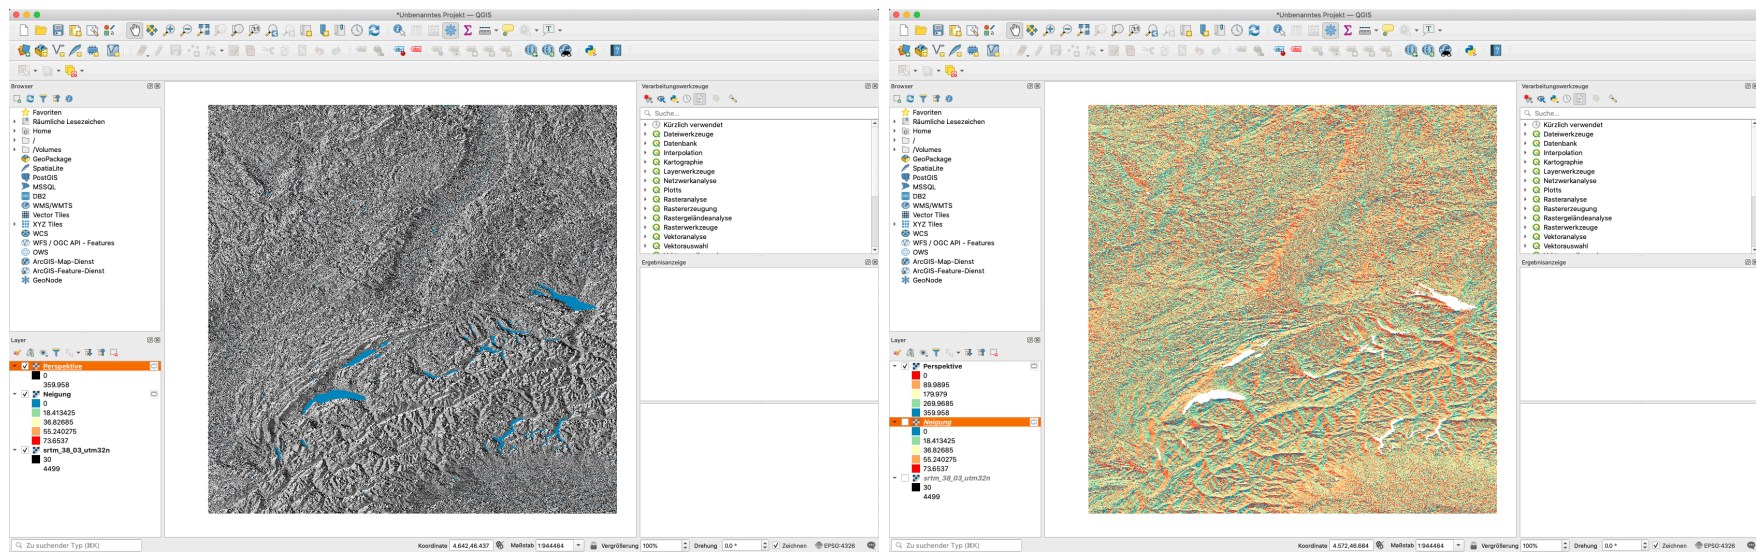 *Unbenanntes Projekt — QGIS
Browser
Favoriten
Räumliche Lesezeichen
Home
/
/Volumes
GeoPackage
SpatiaLite
PostGIS
MSSQL
DB2
WMS/WMTS
Vector Tiles
XYZ Tiles
WCS
WFS / OGC API - Features
OWS
ArcGIS-Map-Dienst
ArcGIS-Feature-Dienst
GeoNode
Layer
Perspektive
0
359.958
Neigung
0
18.413425
36.82685
55.240275
73.6537
srtm_38_03_utm32n
30
4499
Verarbeitungswerkzeuge
Suche...
Kürzlich verwendet
Dateiwerkzeuge
Datenbank
Interpolation
Kartographie
Layerwerkzeuge
Netzwerkanalyse
Plotts
Rasteranalyse
Rastererzeugung
Rastergeländeanalyse
Rasterwerkzeuge
Vektoranalyse
Vektorauswahl
Ergebnisanzeige
Zu suchender Typ (⌘K)
Koordinate 4.642,46.437 Maßstab 1:944464 Vergrößerung 100% Drehung 0,0 ° Zeichnen EPSG:4326
*Unbenanntes Projekt — QGIS
Browser
Favoriten
Räumliche Lesezeichen
Home
/
/Volumes
GeoPackage
SpatiaLite
PostGIS
MSSQL
DB2
WMS/WMTS
Vector Tiles
XYZ Tiles
WCS
WFS / OGC API - Features
OWS
ArcGIS-Map-Dienst
ArcGIS-Feature-Dienst
GeoNode
Layer
Perspektive
0
89.9895
179.979
269.9685
359.958
Neigung
0
18.413425
36.82685
55.240275
73.6537
srtm_38_03_utm32n
30
4499
Verarbeitungswerkzeuge
Suche...
Kürzlich verwendet
Dateiwerkzeuge
Datenbank
Interpolation
Kartographie
Layerwerkzeuge
Netzwerkanalyse
Plotts
Rasteranalyse
Rastererzeugung
Rastergeländeanalyse
Rasterwerkzeuge
Vektoranalyse
Vektorauswahl
Ergebnisanzeige
Zu suchender Typ (⌘K)
Koordinate 4.572,46.684 Maßstab 1:944464 Vergrößerung 100% Drehung 0,0 ° Zeichnen EPSG:4326